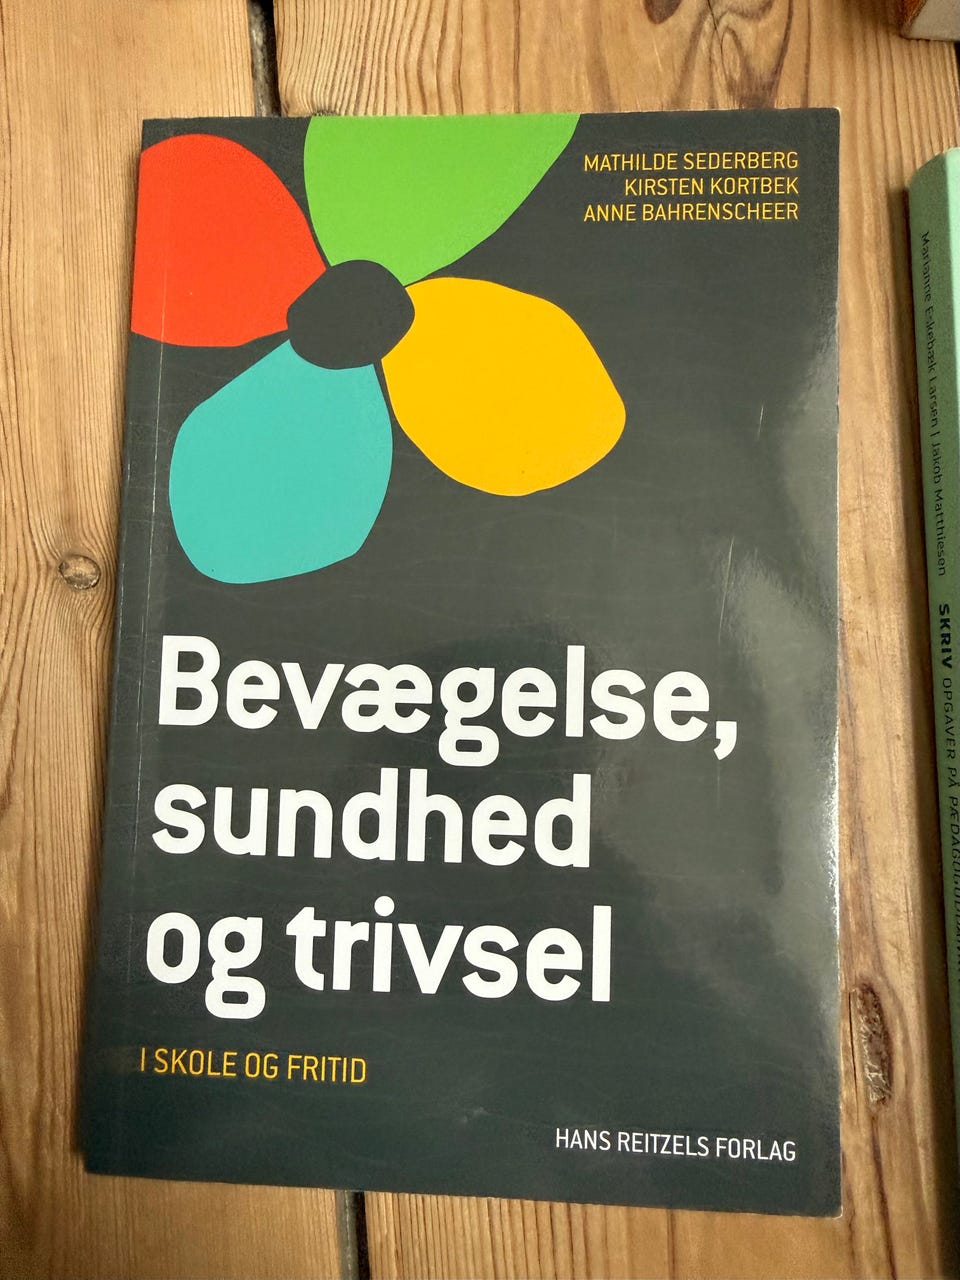 MATHILDE SEDERBERG
KIRSTEN KORTBEK
ANNE BAHRENSCHEER
Bevægelse,
sundhed
og trivsel
I SKOLE OG FRITID
HANS REITZELS FORLAG
Marianne Eskebæk Larsen | Jakob Matthiesen SKRIV OPGAVER PÅ